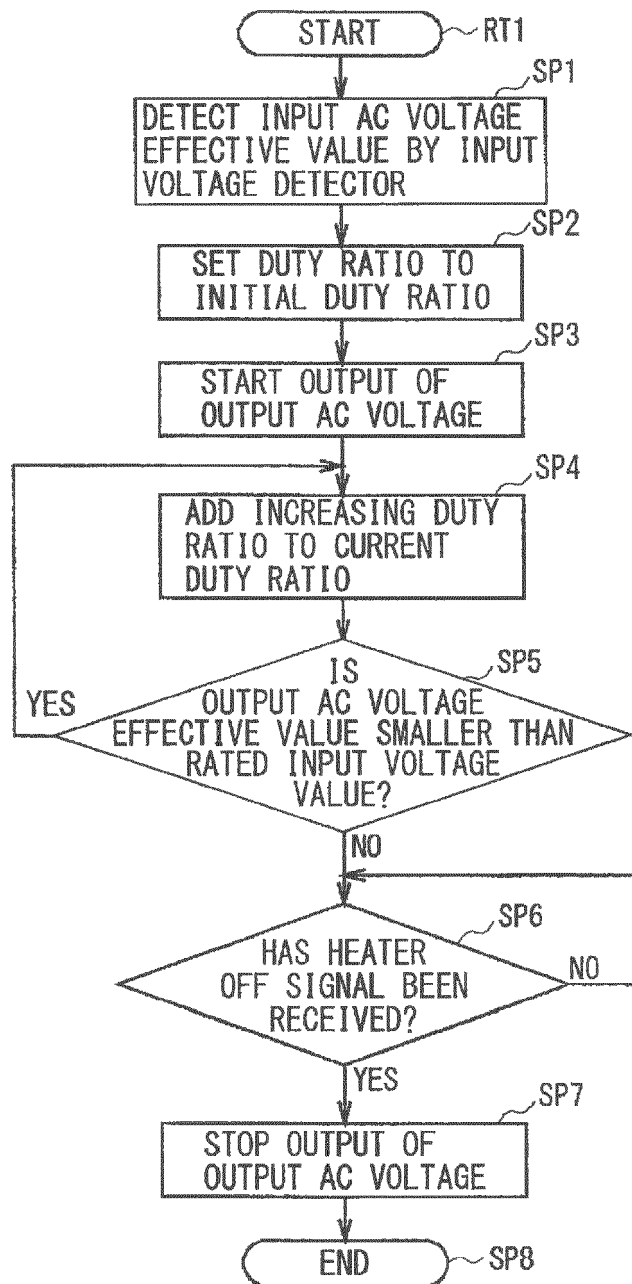 START
RT1
SP1
DETECT INPUT AC VOLTAGE
EFFECTIVE VALUE BY INPUT
VOLTAGE DETECTOR
SP2
SET DUTY RATIO TO
INITIAL DUTY RATIO
SP3
START OUTPUT OF
OUTPUT AC VOLTAGE
SP4
ADD INCREASING DUTY
RATIO TO CURRENT
DUTY RATIO
SP5
IS
OUTPUT AC VOLTAGE
EFFECTIVE VALUE SMALLER THAN
RATED INPUT VOLTAGE
VALUE?
YES
NO
SP6
HAS HEATER
OFF SIGNAL BEEN
RECEIVED?
NO
YES
SP7
STOP OUTPUT OF
OUTPUT AC VOLTAGE
END
SP8